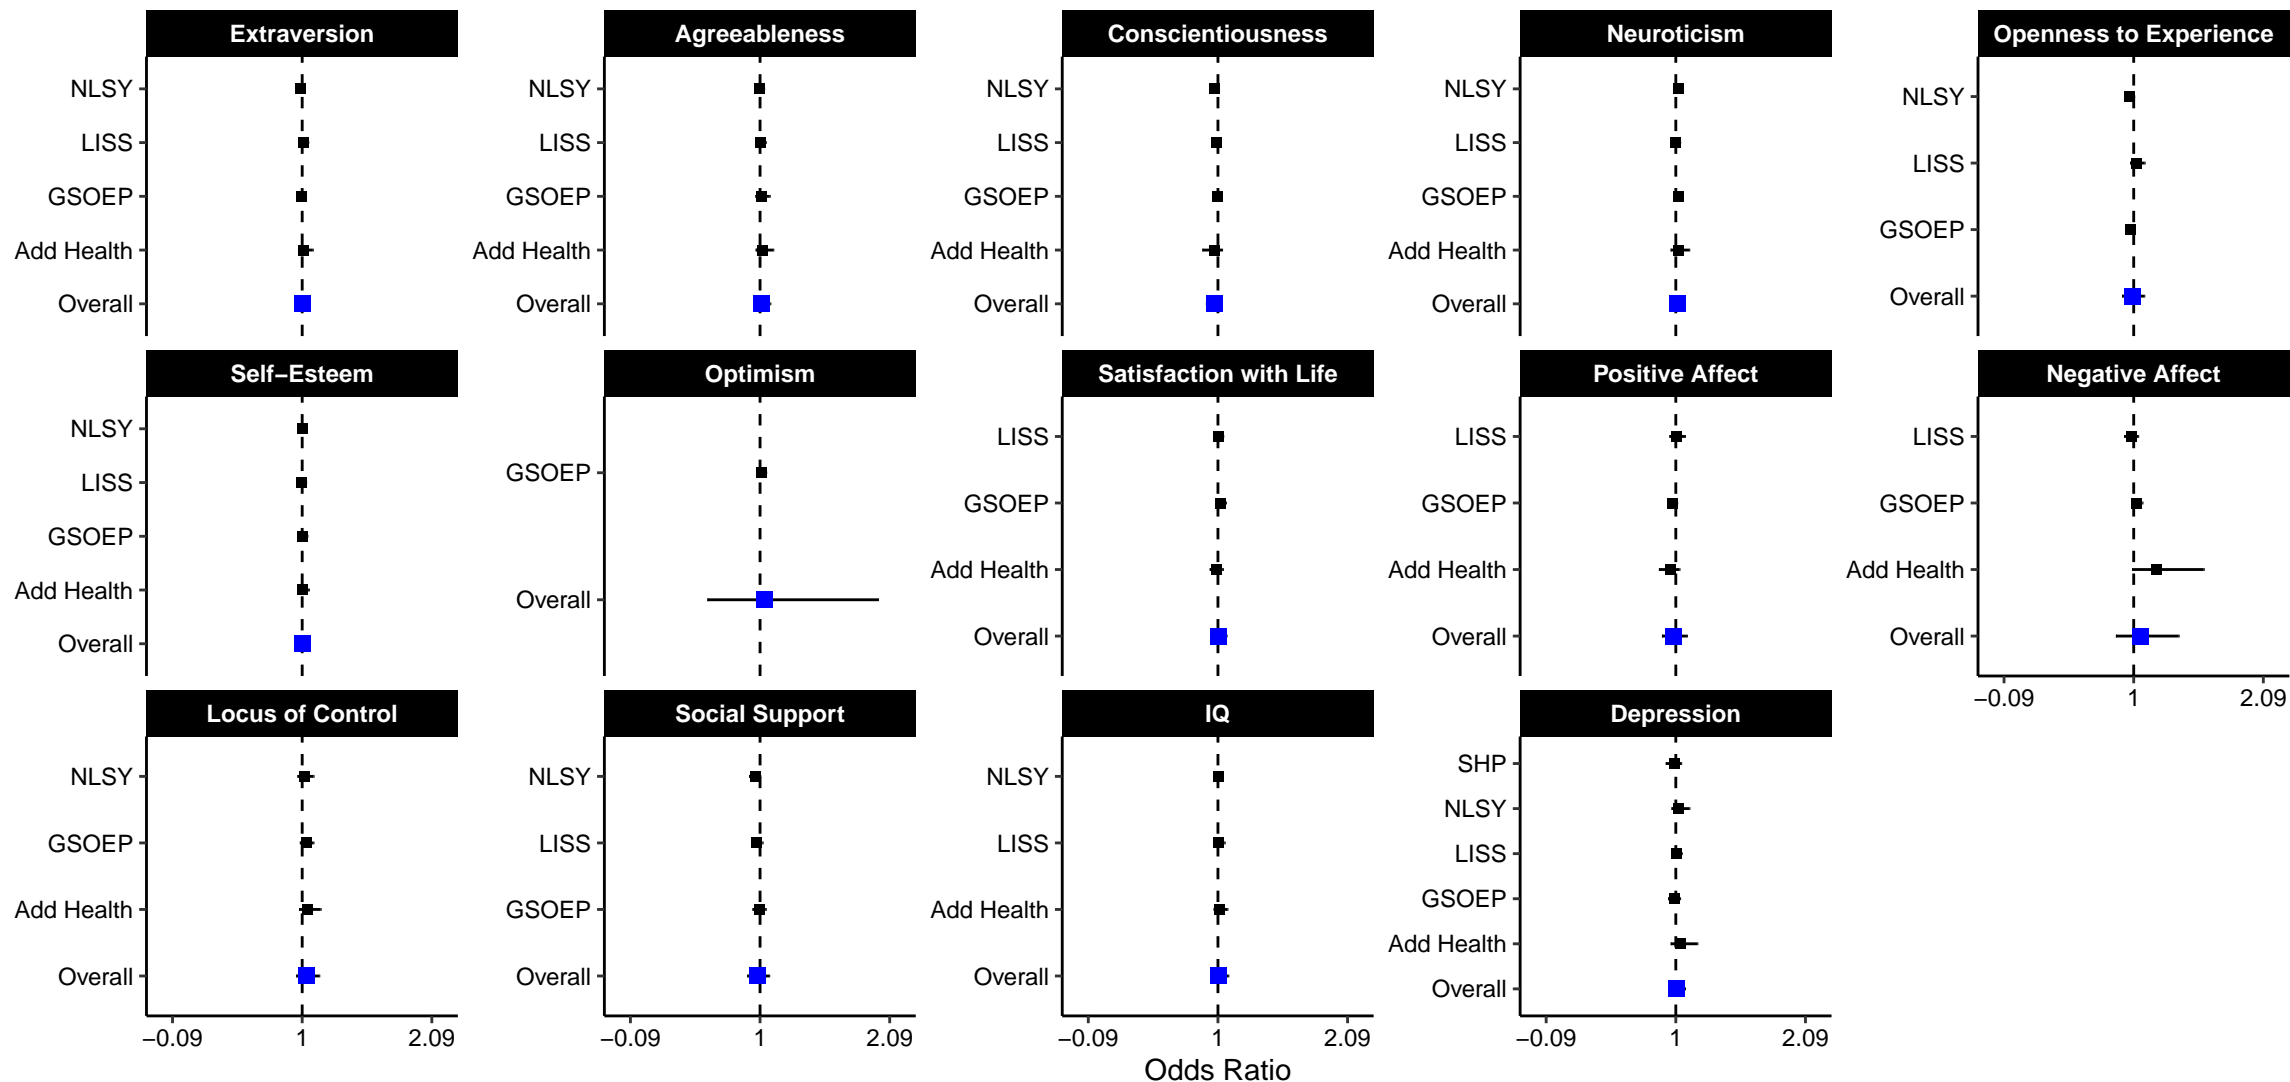 Extraversion
NLSY
LISS
GSOEP
Add Health
Overall
Agreeableness
NLSY
LISS
GSOEP
Add Health
Overall
Conscientiousness
NLSY
LISS
GSOEP
Add Health
Overall
Neuroticism
NLSY
LISS
GSOEP
Add Health
Overall
Openness to Experience
NLSY
LISS
GSOEP
Overall
Self−Esteem
NLSY
LISS
GSOEP
Add Health
Overall
Optimism
GSOEP
Overall
Satisfaction with Life
LISS
GSOEP
Add Health
Overall
Positive Affect
LISS
GSOEP
Add Health
Overall
Negative Affect
LISS
GSOEP
Add Health
Overall
−0.09 1 2.09
Locus of Control
NLSY
GSOEP
Add Health
Overall
−0.09 1 2.09
Social Support
NLSY
LISS
GSOEP
Overall
−0.09 1 2.09
IQ
NLSY
LISS
Add Health
Overall
−0.09 1 2.09
Depression
SHP
NLSY
LISS
GSOEP
Add Health
Overall
−0.09 1 2.09
Odds Ratio